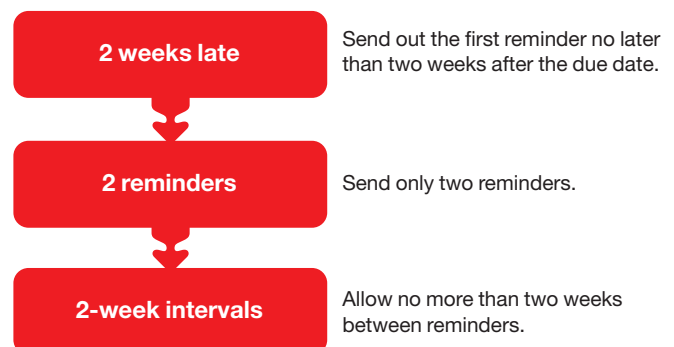 2 weeks late
Send out the first reminder no later
than two weeks after the due date.
2 reminders
Send only two reminders.
2-week intervals
Allow no more than two weeks
between reminders.